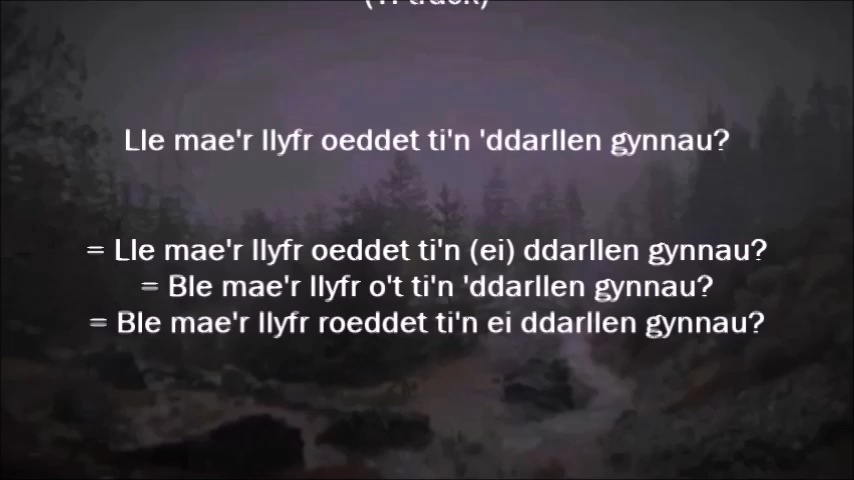 Lle mae'r llyfr oeddet ti'n 'ddarllen gynnau?
= Lle mae'r llyfr oeddet ti'n (ei) ddarllen gynnau?
= Ble mae'r llyfr o't ti'n 'ddarllen gynnau?
= Ble mae'r llyfr roeddet ti'n ei ddarllen gynnau?